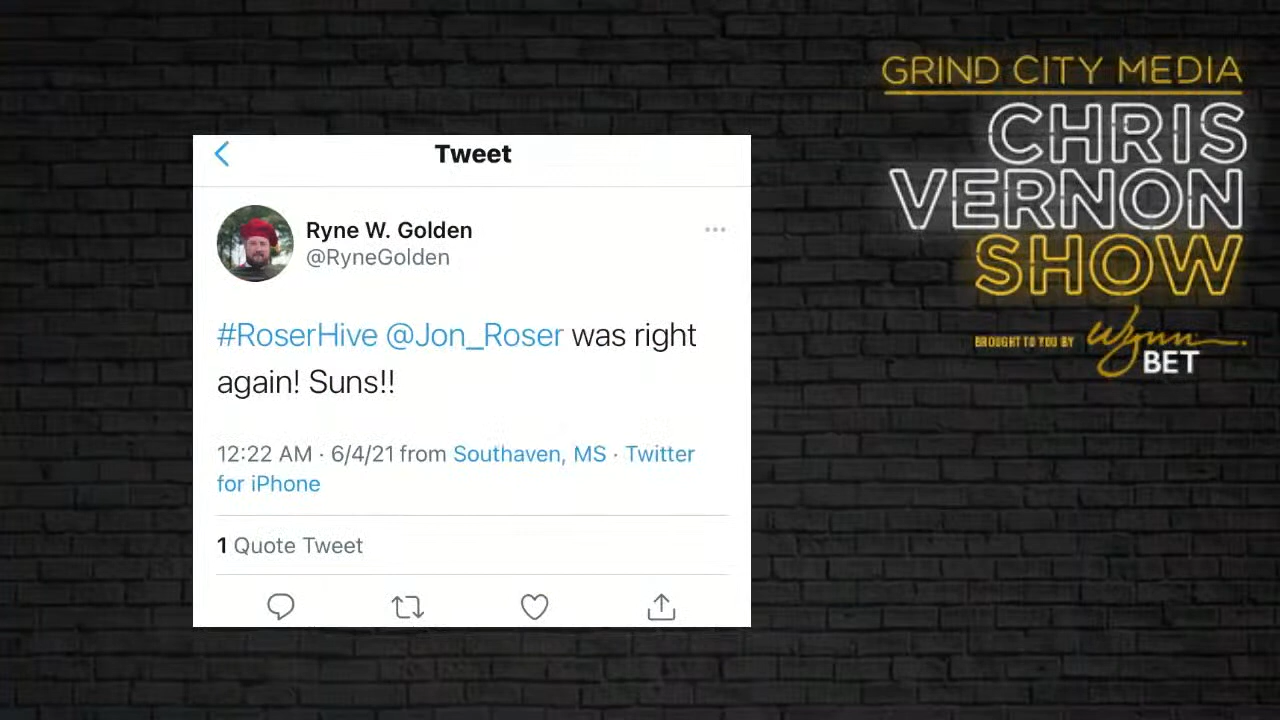 Tweet
Ryne W. Golden
@RyneGolden
#RoserHive @Jon_Roser was right
again! Suns!!
12:22 AM · 6/4/21 from Southaven, MS · Twitter
for iPhone
1 Quote Tweet
GRIND CITY MEDIA
CHRIS
VERNON
SHOW
BROUGHT TO YOU BY Wynn
BET